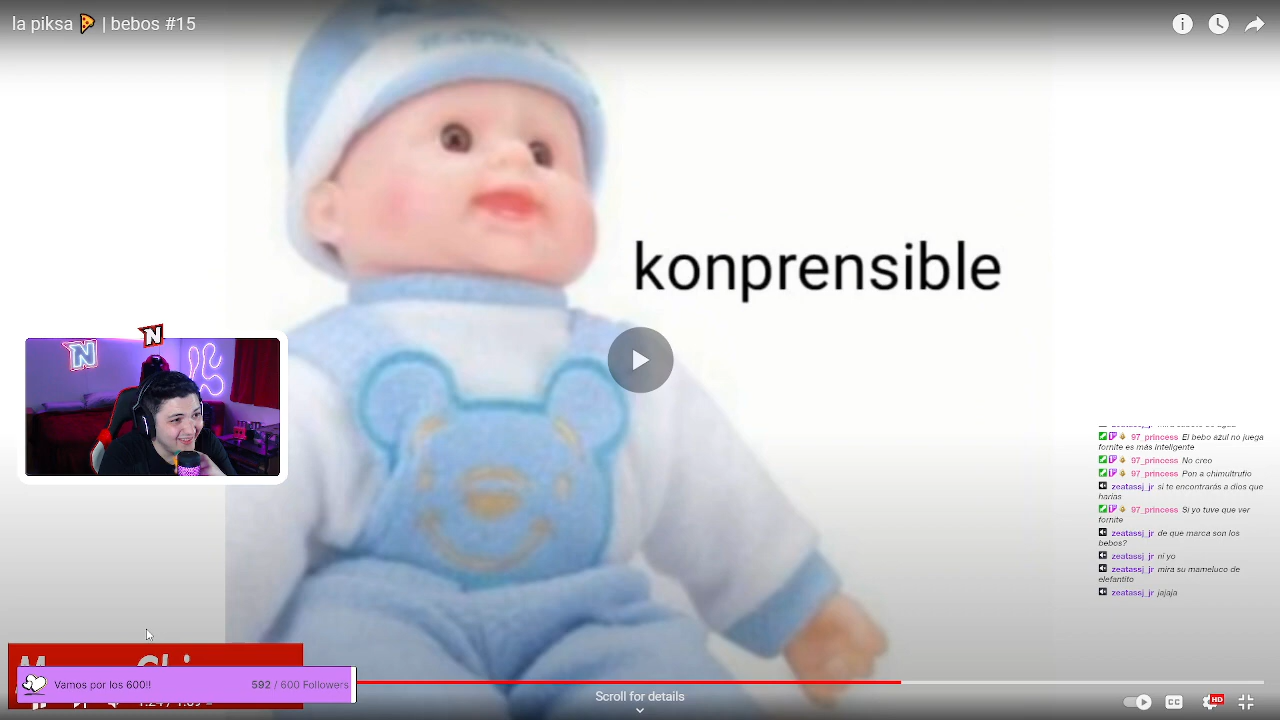 la piksa 🍕 | bebos #15
konprensible
N
N
97_princess El bebo azul no juega
fornite es más inteligente
97_princess No creo
97_princess Pon a chimultrufio
zeatassj_jr si te encontrarás a dios que
harías
97_princess Si yo tuve que ver
fornite
zeatassj_jr de que marca son los
bebos?
zeatassj_jr ni yo
zeatassj_jr mira su mameluco de
elefantito
zeatassj_jr jajaja
Vamos por los 600!! 592 / 600 Followers
Scroll for details
CC
HD